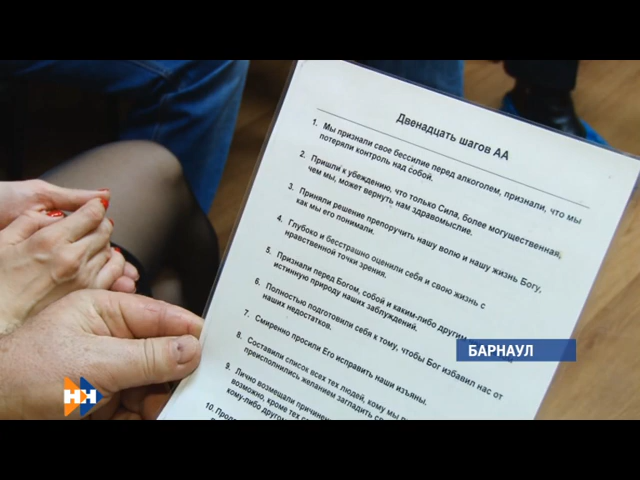 Двенадцать шагов АА
1. Мы признали свое бессилие перед алкоголем, признали, что мы
потеряли контроль над собой.
2. Пришли к убеждению, что только Сила, более могущественная,
чем мы, может вернуть нам здравомыслие.
3. Приняли решение препоручить нашу волю и нашу жизнь Богу,
как мы его понимали.
4. Глубоко и бесстрашно оценили себя и свою жизнь с
нравственной точки зрения.
5. Признали перед Богом, собой и каким-либо другим
истинную природу наших заблуждений.
6. Полностью подготовили себя к тому, чтобы Бог избавил нас от
наших недостатков.
7. Смиренно просили Его исправить наши изъяны.
8. Составили список всех людей, кому мы
преисполнились желанием загладить
9. Лично возмещали
возможно, кроме тех
кому-либо
10.
БАРНАУЛ
НН